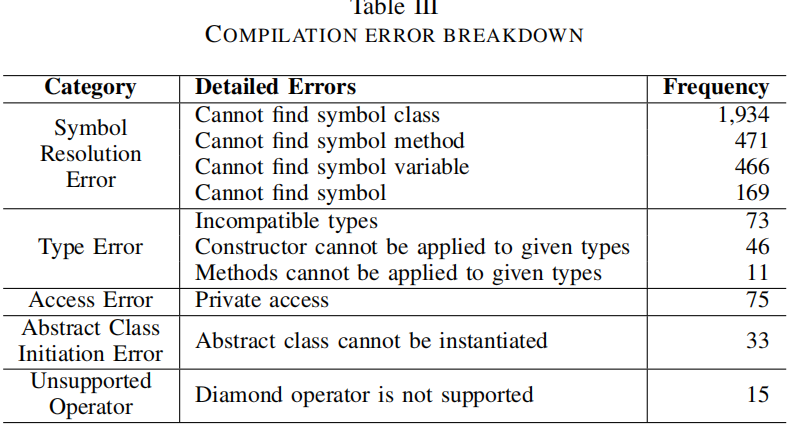 Table III
COMPILATION ERROR BREAKDOWN
Category Detailed Errors Frequency
Symbol Resolution Error
Cannot find symbol class 1,934
Cannot find symbol method 471
Cannot find symbol variable 466
Cannot find symbol 169
Type Error
Incompatible types 73
Constructor cannot be applied to given types 46
Methods cannot be applied to given types 11
Access Error Private access 75
Abstract Class
Initiation Error
Abstract class cannot be instantiated 33
Unsupported
Operator
Diamond operator is not supported 15